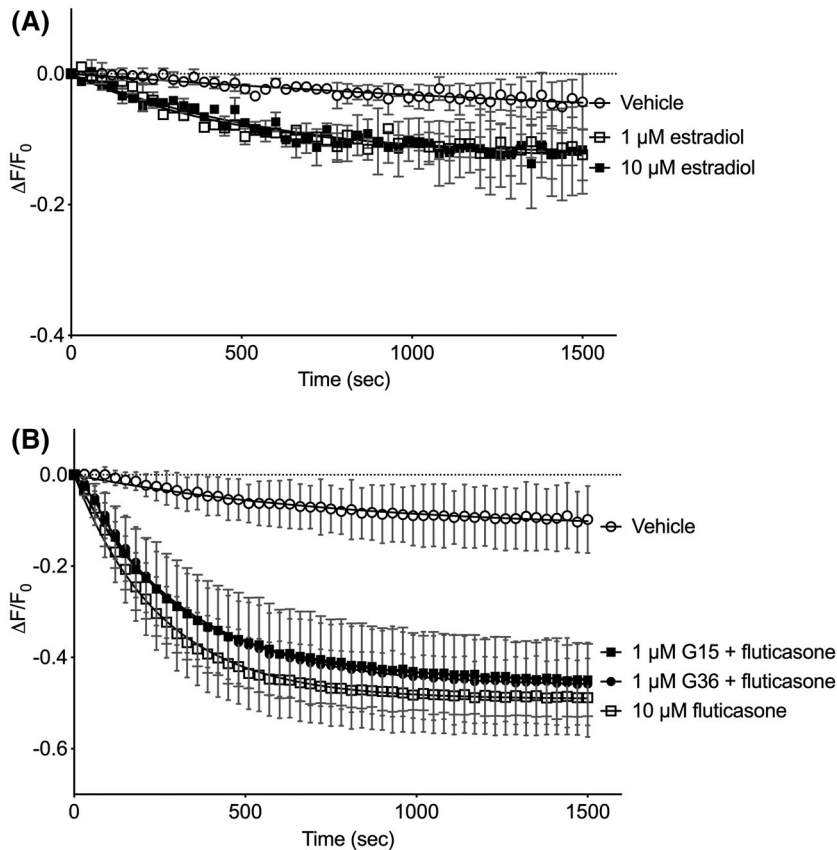 (A)
0.0
-0.2
-0.4
ΔF/F0
0
500
1000
1500
Time (sec)
Vehicle
1 µM estradiol
10 µM estradiol
(B)
0.0
-0.2
-0.4
-0.6
ΔF/F0
0
500
1000
1500
Time (sec)
Vehicle
1 µM G15 + fluticasone
1 µM G36 + fluticasone
10 µM fluticasone